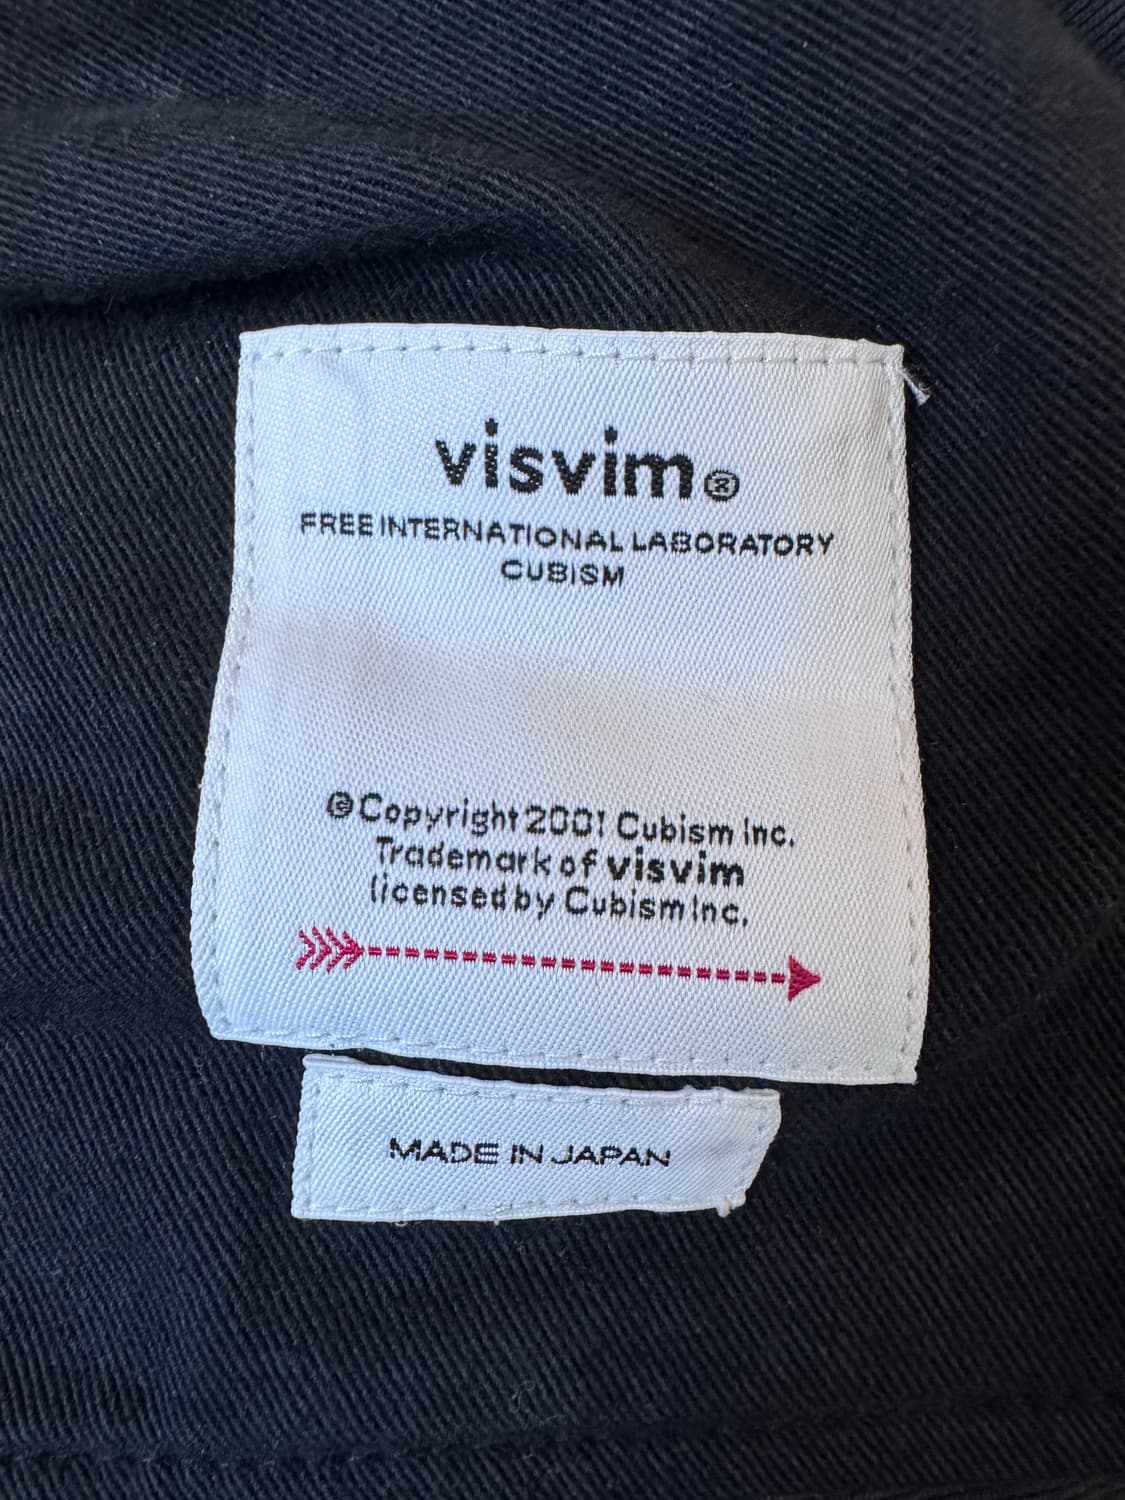 visvim®
FREE INTERNATIONAL LABORATORY
CUBISM
©Copyright 2001 Cubism Inc.
Trademark of visvim
licensed by Cubism Inc.
MADE IN JAPAN